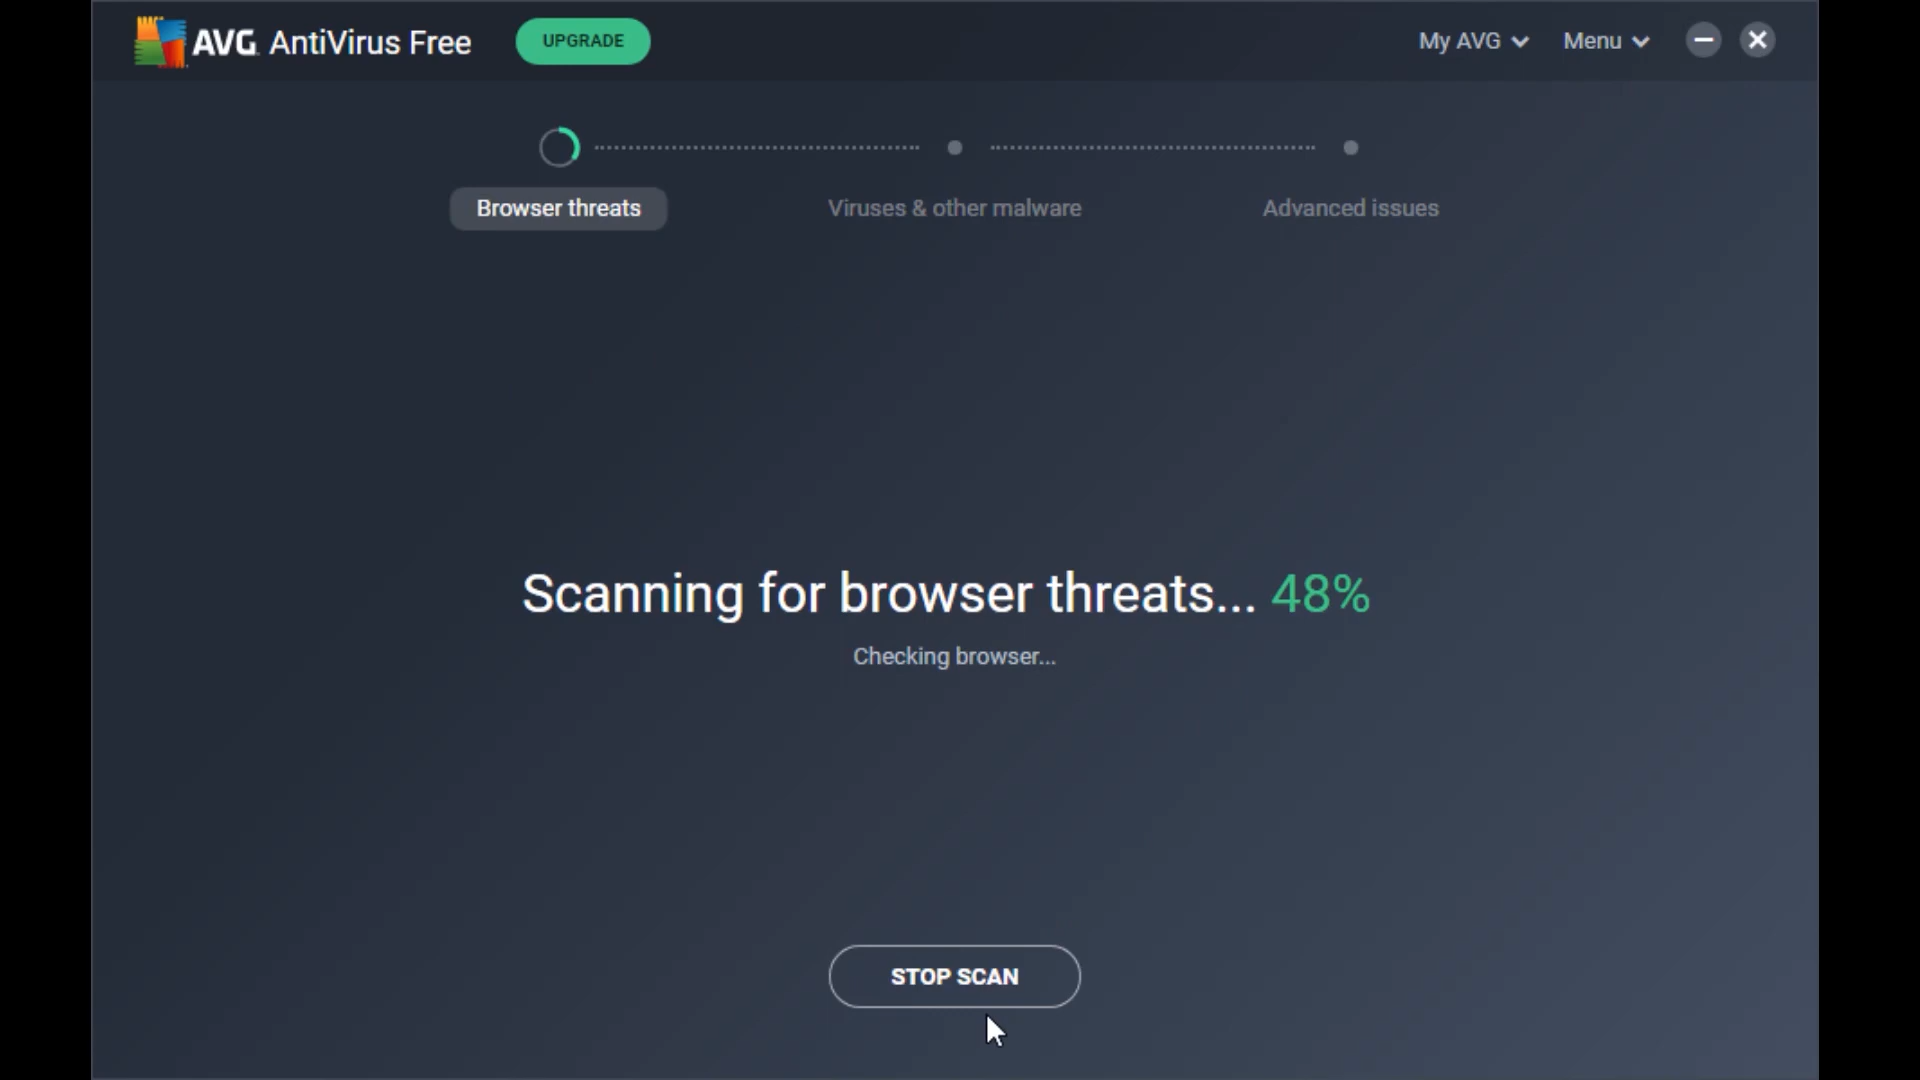 AVG AntiVirus Free
UPGRADE
My AVG
Menu
Browser threats
Viruses & other malware
Advanced issues
Scanning for browser threats... 48%
Checking browser...
STOP SCAN